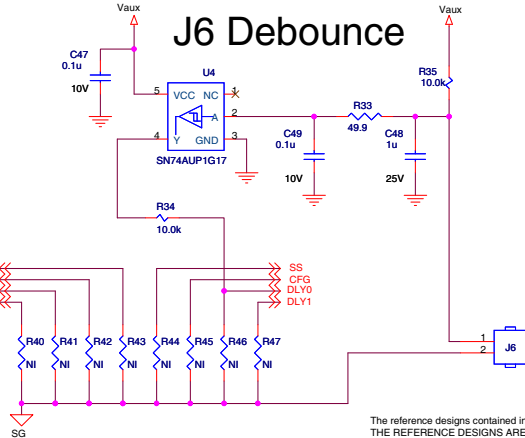 Vaux
Vaux
J6 Debounce
C47
0.1u
10V
U4
R35
10.0k
5
VCC
NC
1
2
A
4
Y
GND
3
SN74AUP1G17
R33
49.9
C49
0.1u
10V
C48
1u
25V
R34
10.0k
SS
CFG
DLY0
DLY1
R40
NI
R41
NI
R42
NI
R43
NI
R44
NI
R45
NI
R46
NI
R47
NI
1
2
J6
SG
The reference designs contained in
THE REFERENCE DESIGNS ARE